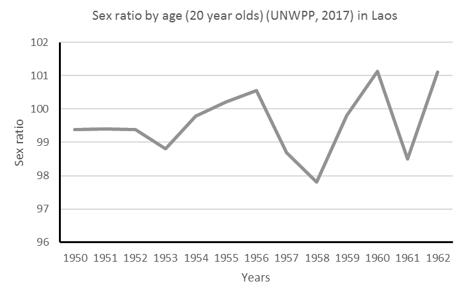 Sex ratio by age (20 year olds) (UNWPP, 2017) in Laos
102
101
100
99
98
97
96
Sex ratio
1950 1951 1952 1953 1954 1955 1956 1957 1958 1959 1960 1961 1962
Years